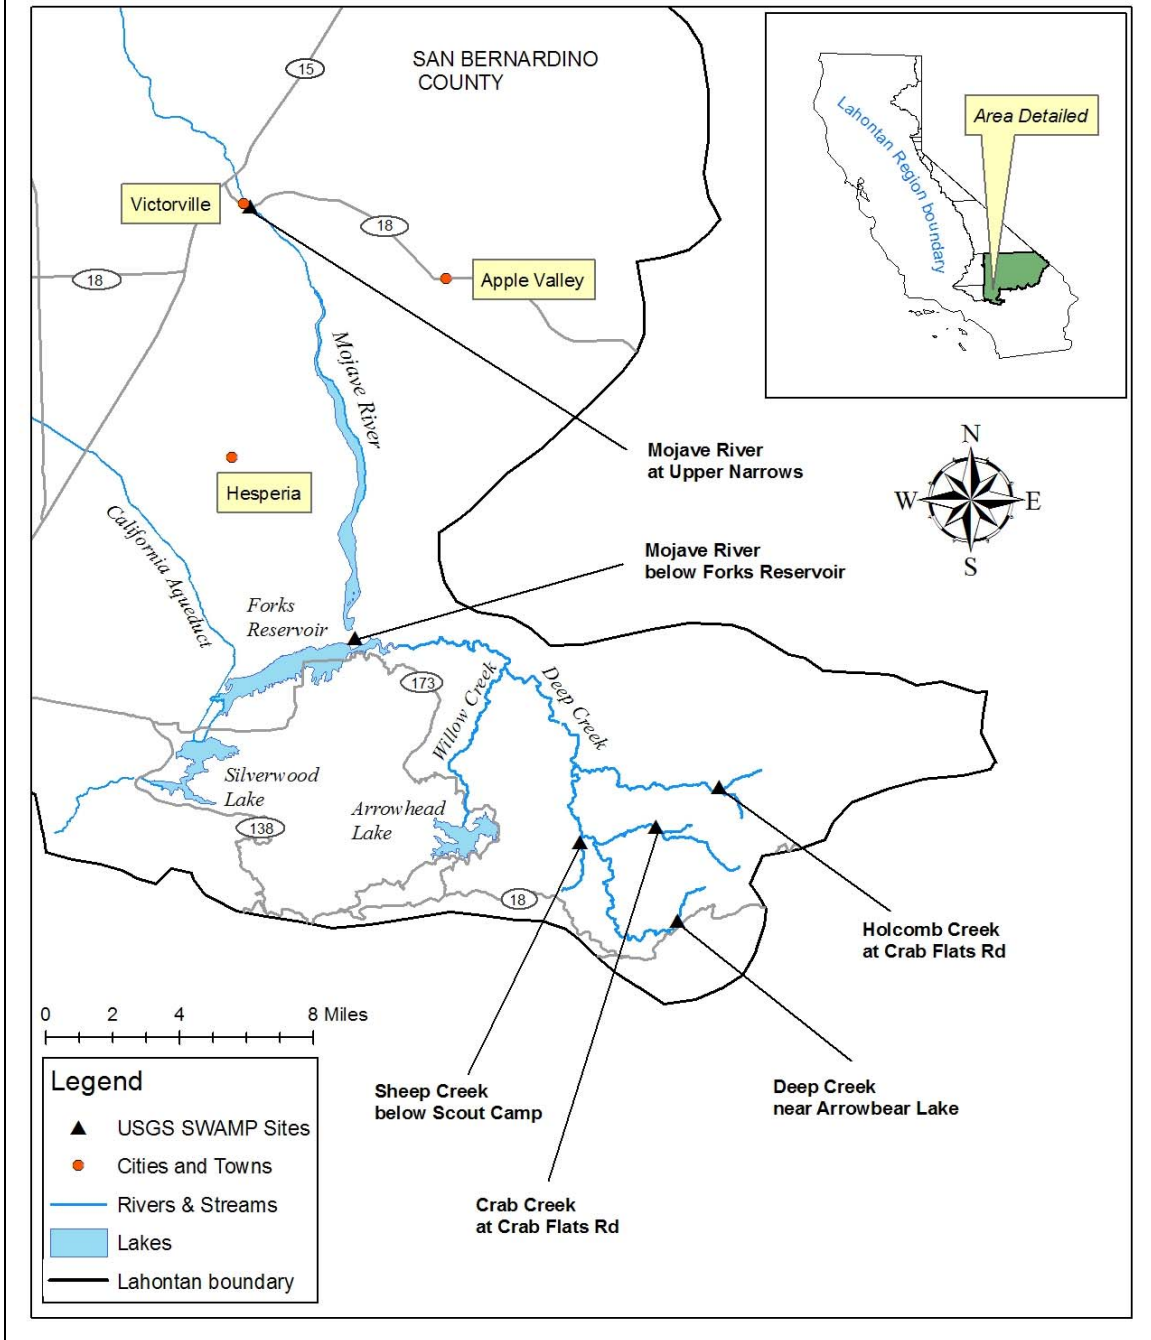 SAN BERNARDINO
COUNTY
15
Lahontan Region boundary
Area Detailed
Victorville
18
18
Apple Valley
Mojave River
Mojave River
at Upper Narrows
Hesperia
California Aqueduct
N
W
E
S
Mojave River
below Forks Reservoir
Forks
Reservoir
173
Willow Creek
Deep Creek
Silverwood
Lake
Arrowhead
Lake
138
18
Holcomb Creek
at Crab Flats Rd
0 2 4 8 Miles
Sheep Creek
below Scout Camp
Deep Creek
near Arrowbear Lake
Crab Creek
at Crab Flats Rd
Legend
USGS SWAMP Sites
Cities and Towns
Rivers & Streams
Lakes
Lahontan boundary